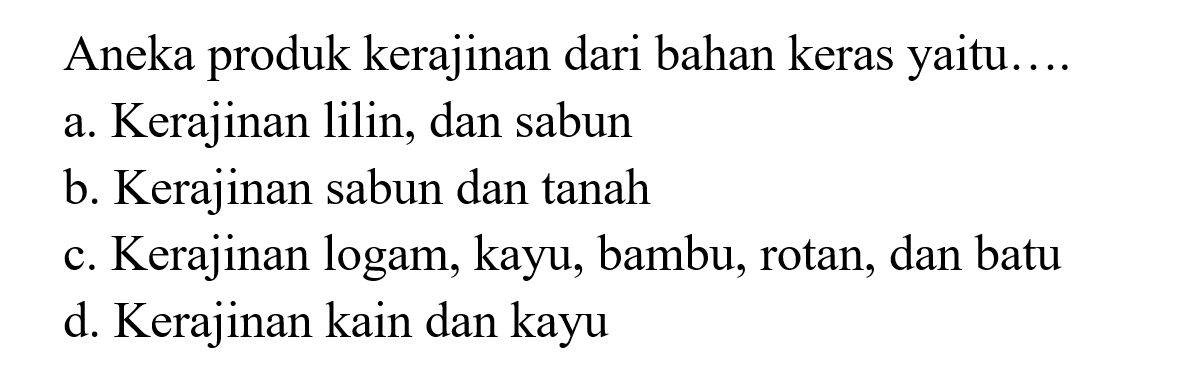 Aneka produk kerajinan dari bahan keras yaitu....
a. Kerajinan lilin, dan sabun
b. Kerajinan sabun dan tanah
c. Kerajinan logam, kayu, bambu, rotan, dan batu
d. Kerajinan kain dan kayu